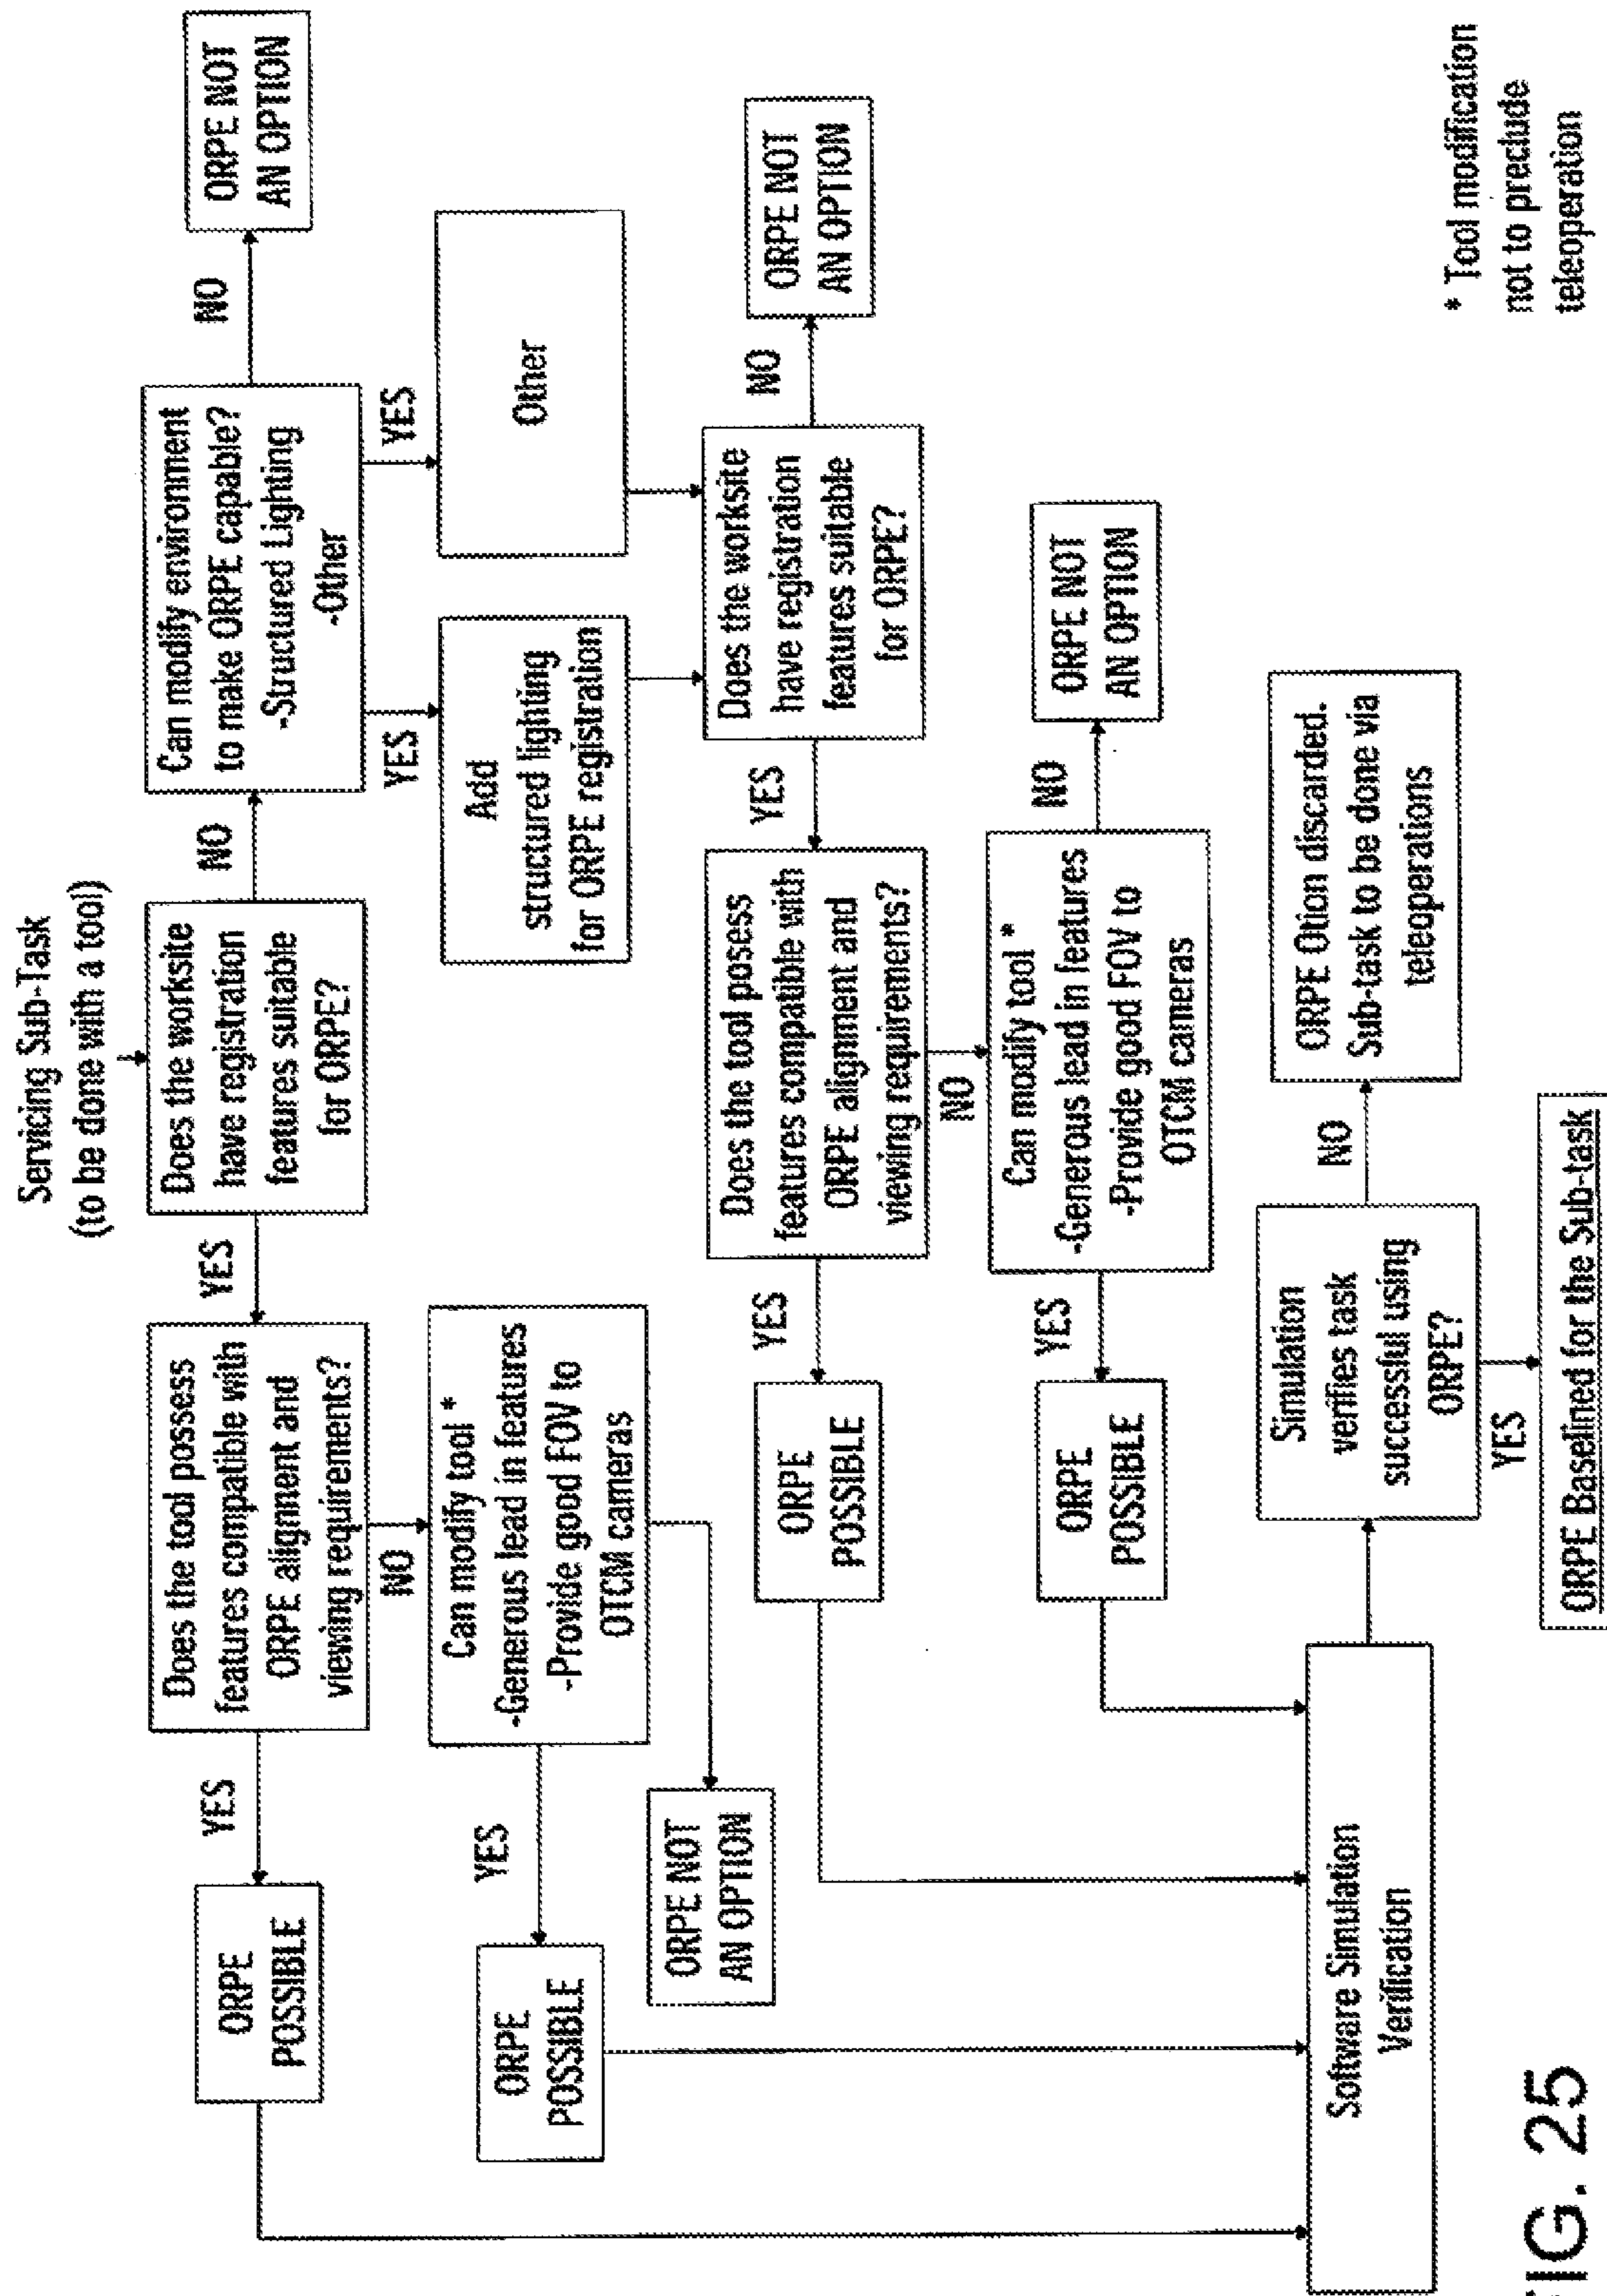 Servicing Sub-Task
(to be done with a tool)
Does the worksite
have registration
features suitable
for ORPE?
YES
NO
Does the tool posses
features compatible with
ORPE alignment and
viewing requirements?
YES
NO
ORPE
POSSIBLE
Can modify tool *
-Generous lead in features
-Provide good FOV to
OTCM cameras
YES
ORPE
POSSIBLE
ORPE NOT
AN OPTION
Can modify environment
to make ORPE capable?
-Structured Lighting
-Other
NO
ORPE NOT
AN OPTION
YES
YES
Add
structured lighting
for ORPE registration
Other
Does the worksite
have registration
features suitable
for ORPE?
NO
ORPE NOT
AN OPTION
YES
Does the tool posses
features compatible with
ORPE alignment and
viewing requirements?
YES
ORPE
POSSIBLE
NO
Can modify tool *
-Generous lead in features
-Provide good FOV to
OTCM cameras
NO
ORPE NOT
AN OPTION
YES
ORPE
POSSIBLE
Software Simulation
Verification
Simulation
verifies task
successful using
ORPE?
NO
ORPE Otion discarded.
Sub-task to be done via
teleoperations
YES
ORPE Baselined for the Sub-task
* Tool modification
not to preclude
teleoperation
FIG. 25